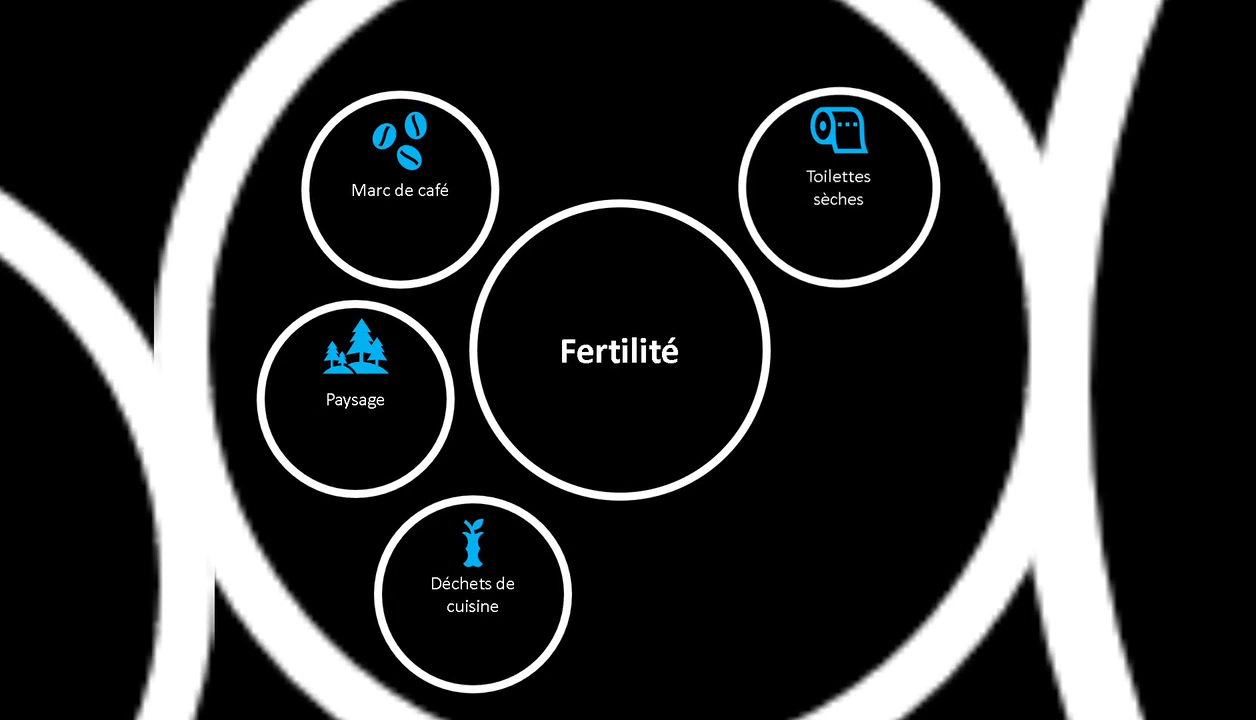 Marc de café
Toilettes
sèches
Fertilité
Paysage
Déchets de
cuisine